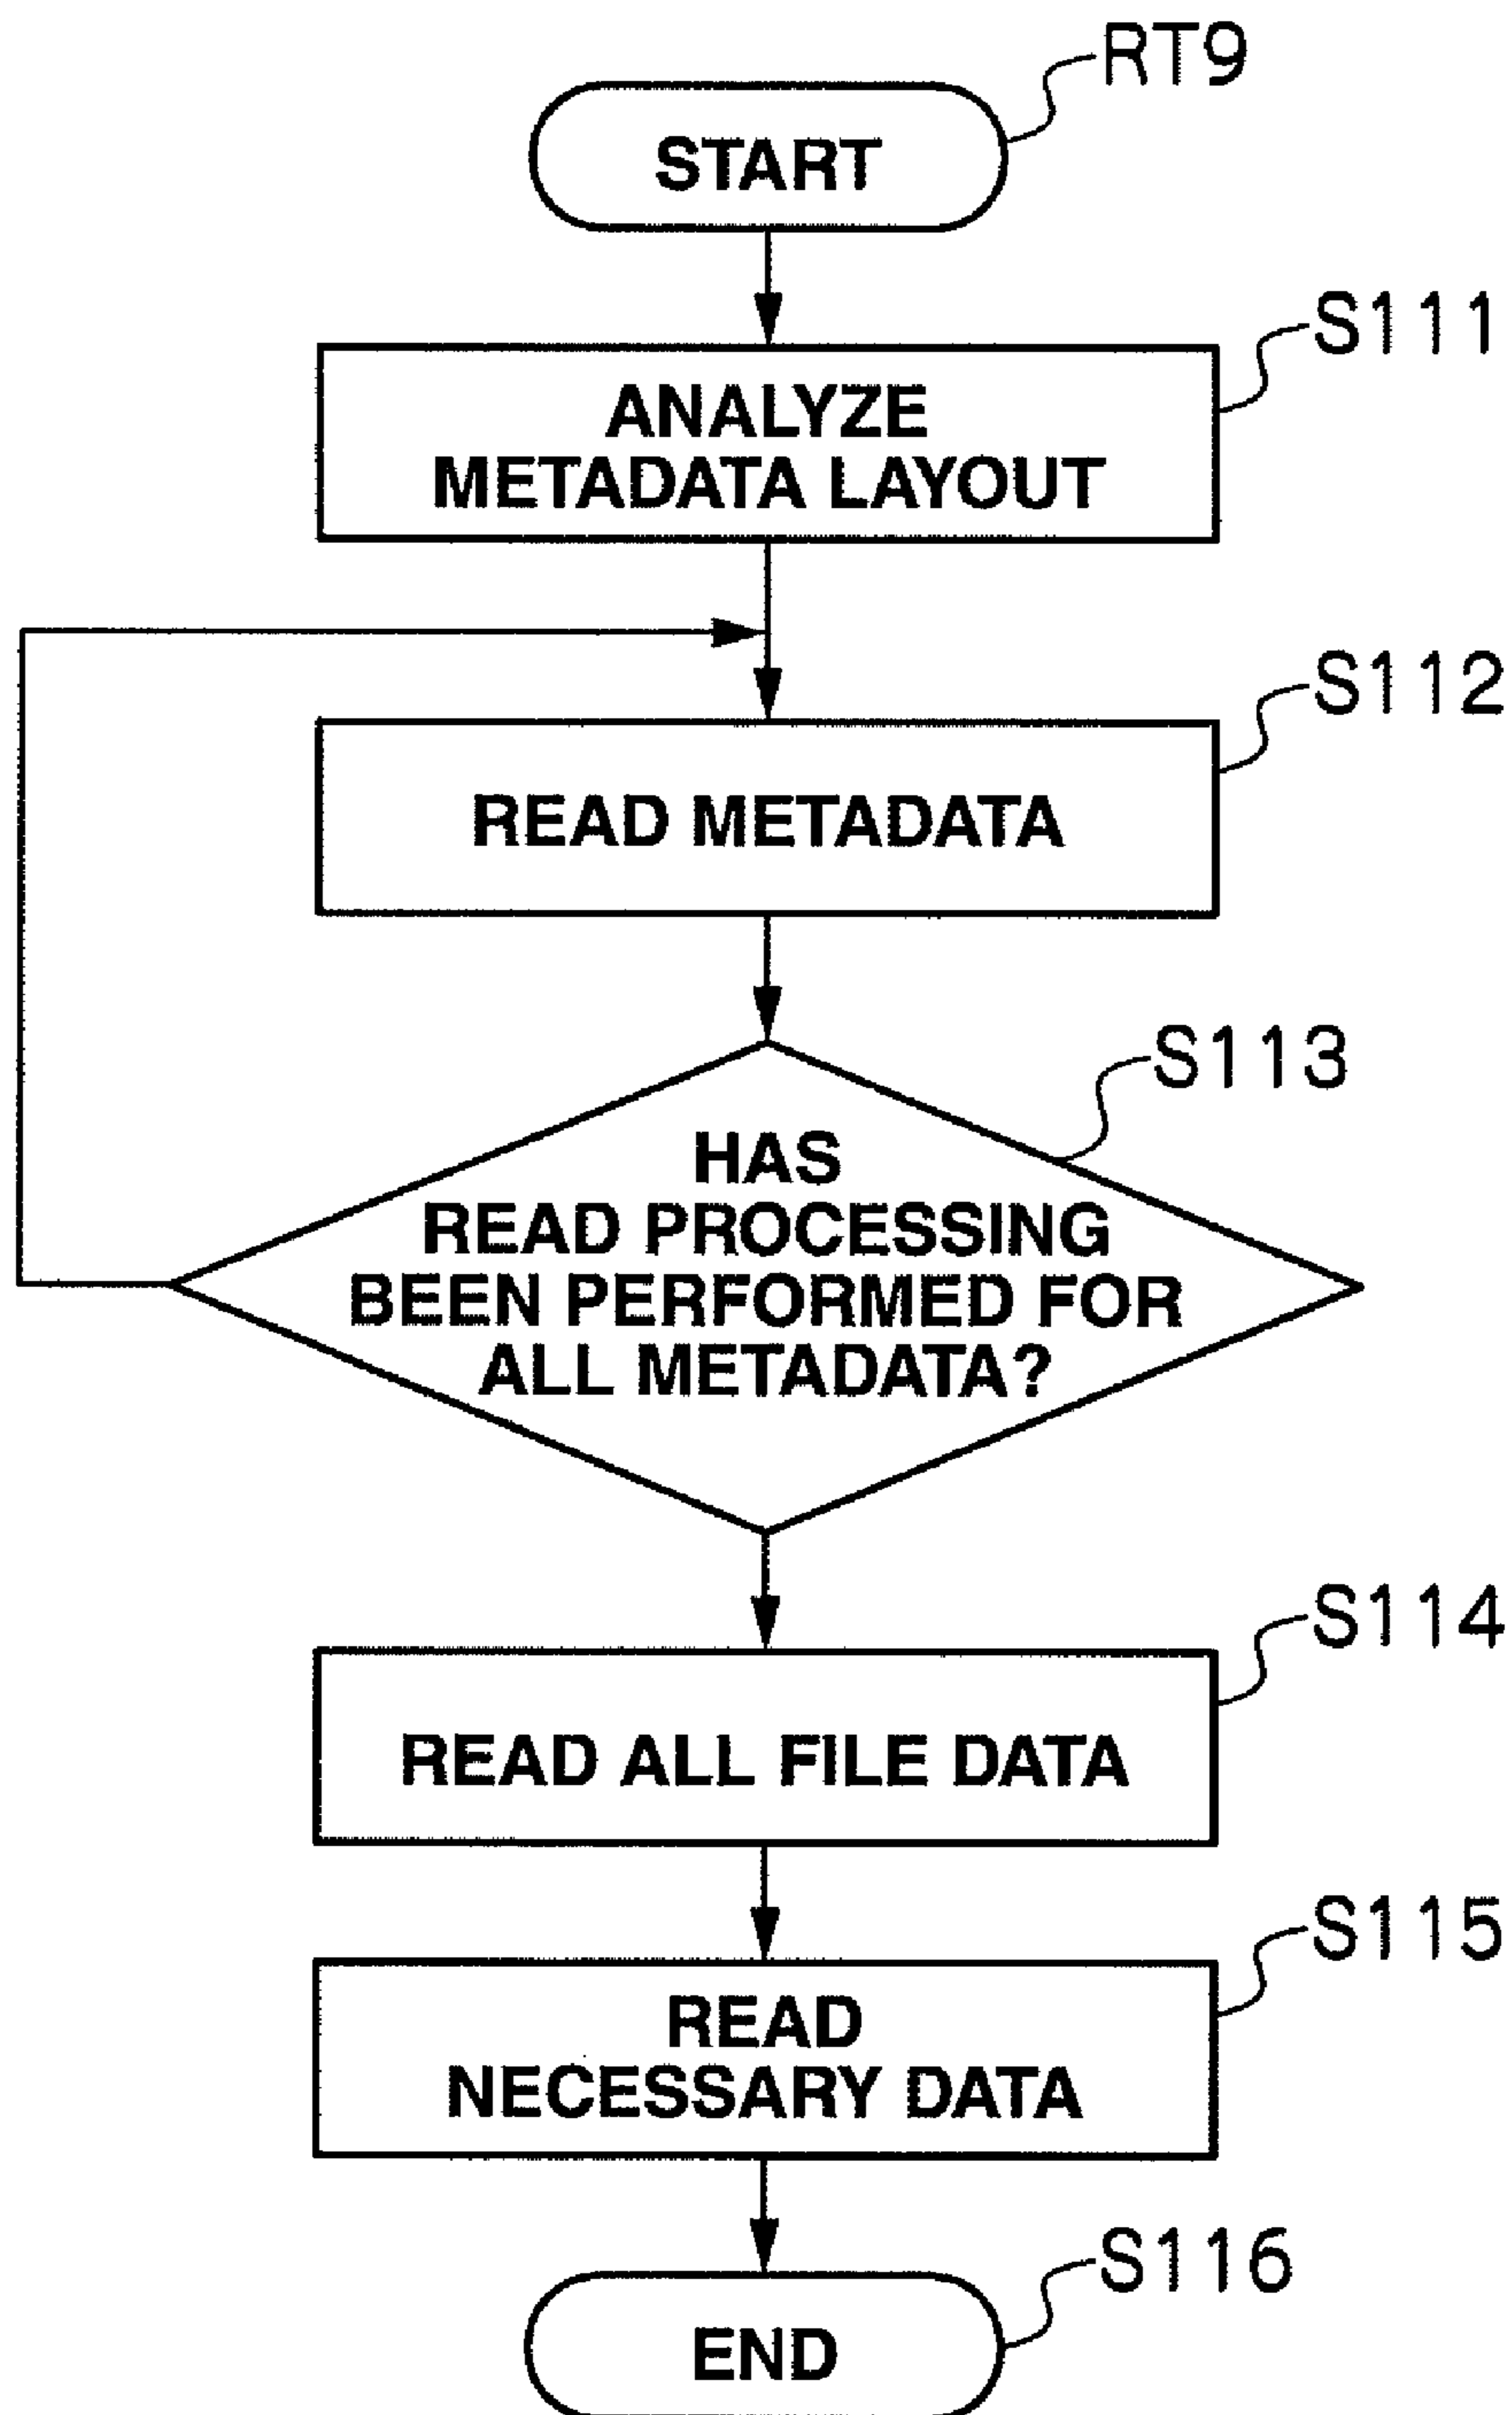 RT9
START
S111
ANALYZE
METADATA LAYOUT
S112
READ METADATA
S113
HAS
READ PROCESSING
BEEN PERFORMED FOR
ALL METADATA?
S114
READ ALL FILE DATA
S115
READ
NECESSARY DATA
S116
END